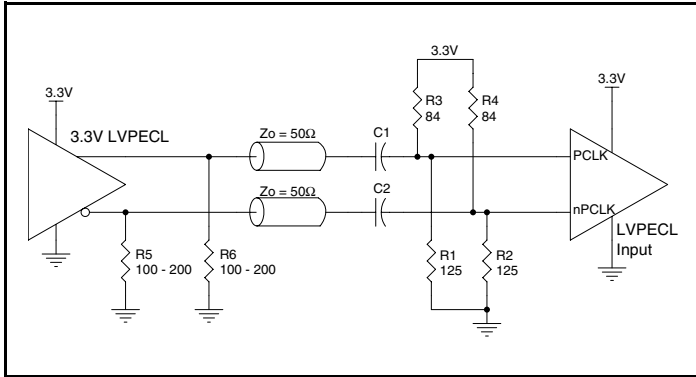 3.3V
3.3V LVPECL
R5
100 - 200
R6
100 - 200
Zo = 50Ω
Zo = 50Ω
C1
C2
3.3V
R3
84
R4
84
R1
125
R2
125
3.3V
PCLK
nPCLK
LVPECL
Input